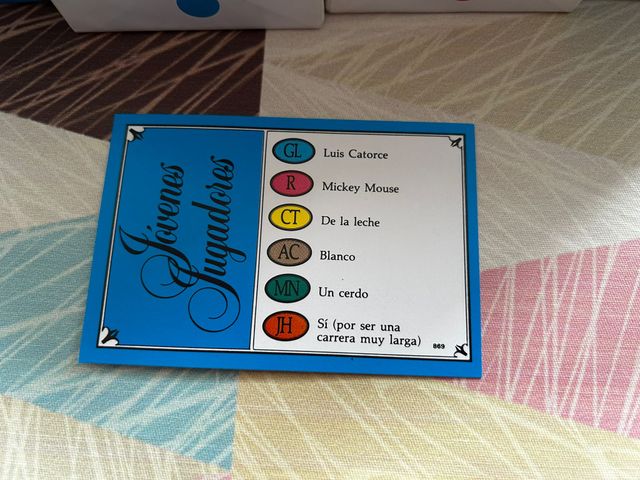 Jóvenes
Jugadores
GL Luis Catorce
R Mickey Mouse
CT De la leche
AC Blanco
MN Un cerdo
JH Sí (por ser una
carrera muy larga)
869